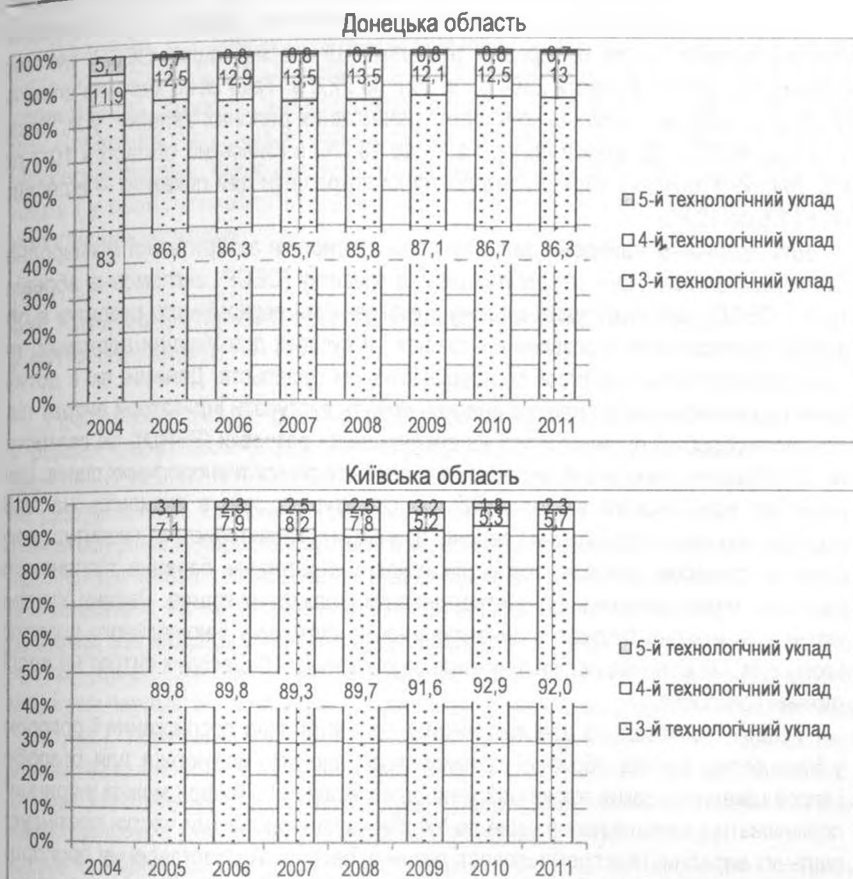 Донецька область
100%
90%
80%
70%
60%
50%
40%
30%
20%
10%
0%
5,1 0,7 0,8 0,8 0,7 0,8 0,8 0,7
11,9 12,5 12,9 13,5 13,5 12,1 12,5 13
83 86,8 86,3 85,7 85,8 87,1 86,7 86,3
2004 2005 2006 2007 2008 2009 2010 2011
5-й технологічний уклад
4-й технологічний уклад
3-й технологічний уклад
Київська область
100%
90%
80%
70%
60%
50%
40%
30%
20%
10%
0%
3,1 2,3 2,5 2,5 3,2 1,8 2,3
7,1 7,9 8,2 7,8 5,2 5,3 5,7
89,8 89,8 89,3 89,7 91,6 92,9 92,0
2004 2005 2006 2007 2008 2009 2010 2011
5-й технологічний уклад
4-й технологічний уклад
3-й технологічний уклад